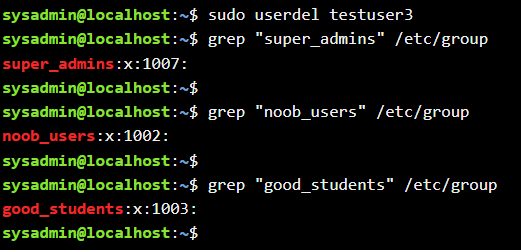 sysadmin@localhost:~$ sudo userdel testuser3
sysadmin@localhost:~$ grep "super_admins" /etc/group
super_admins:x:1007:
sysadmin@localhost:~$
sysadmin@localhost:~$ grep "noob_users" /etc/group
noob_users:x:1002:
sysadmin@localhost:~$
sysadmin@localhost:~$ grep "good_students" /etc/group
good_students:x:1003:
sysadmin@localhost:~$